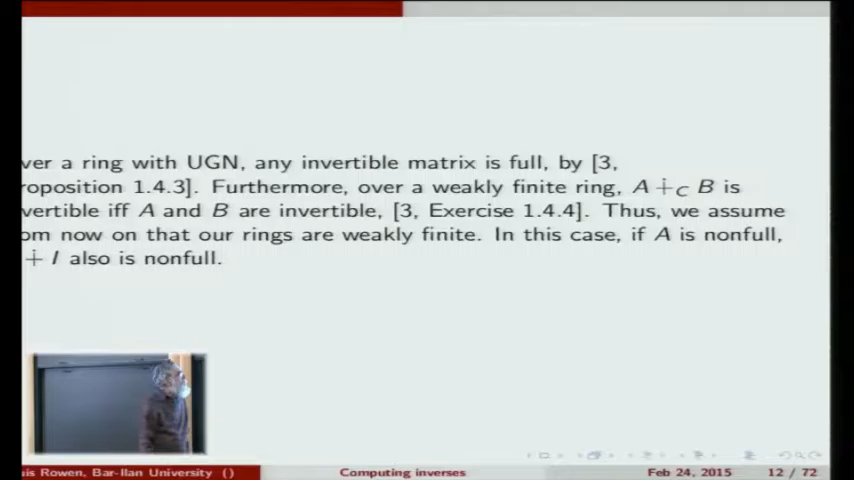 ver a ring with UGN, any invertible matrix is full, by [3,
roposition 1.4.3]. Furthermore, over a weakly finite ring, A ∔_C B is
vertible iff A and B are invertible, [3, Exercise 1.4.4]. Thus, we assume
om now on that our rings are weakly finite. In this case, if A is nonfull,
∔ I also is nonfull.
is Rowen, Bar-Ilan University ()
Computing inverses
Feb 24, 2015
12 / 72